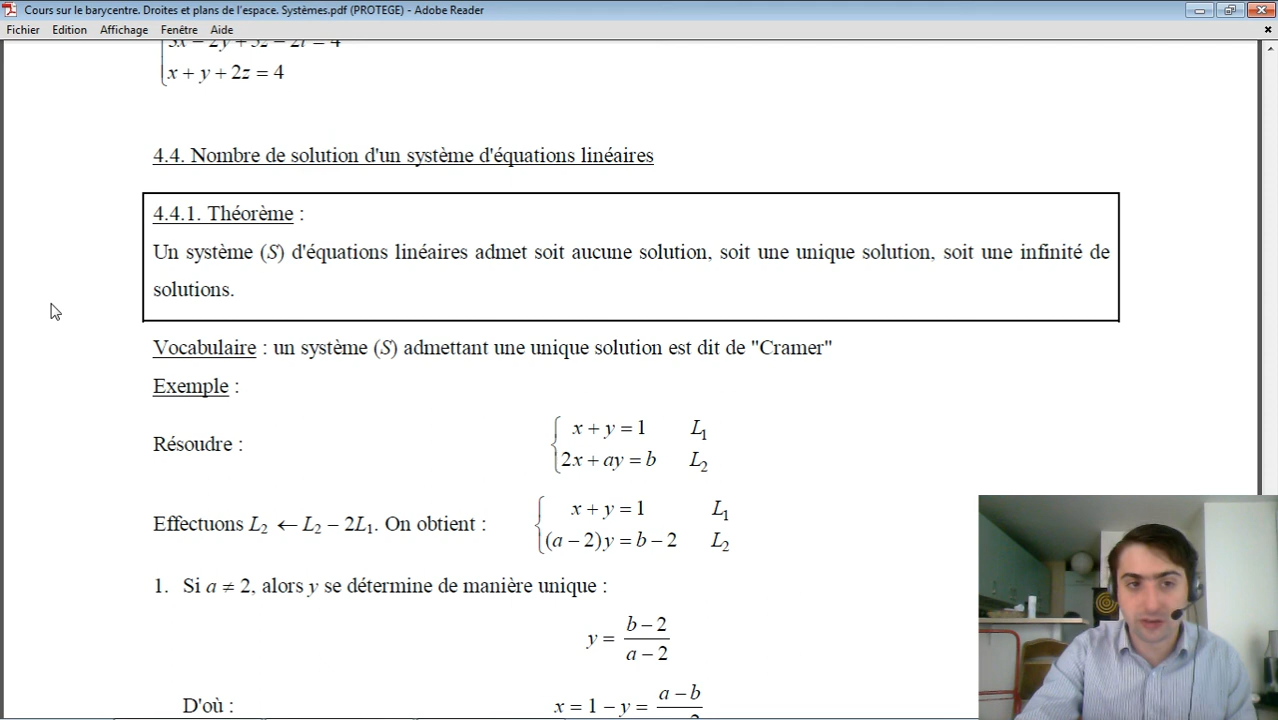 Cours sur le barycentre. Droites et plans de l'espace. Systèmes.pdf (PROTEGE) - Adobe Reader
Fichier Edition Affichage Fenêtre Aide
x + y + 2z = 4
4.4. Nombre de solution d'un système d'équations linéaires
4.4.1. Théorème :
Un système (S) d'équations linéaires admet soit aucune solution, soit une unique solution, soit une infinité de
solutions.
Vocabulaire : un système (S) admettant une unique solution est dit de "Cramer"
Exemple :
x + y = 1 L₁
Résoudre :
2x + ay = b L₂
x + y = 1 L₁
Effectuons L₂ ← L₂ − 2L₁. On obtient :
(a − 2)y = b − 2 L₂
1. Si a ≠ 2, alors y se détermine de manière unique :
y = (b − 2)/(a − 2)
D'où : x = 1 − y = a − b